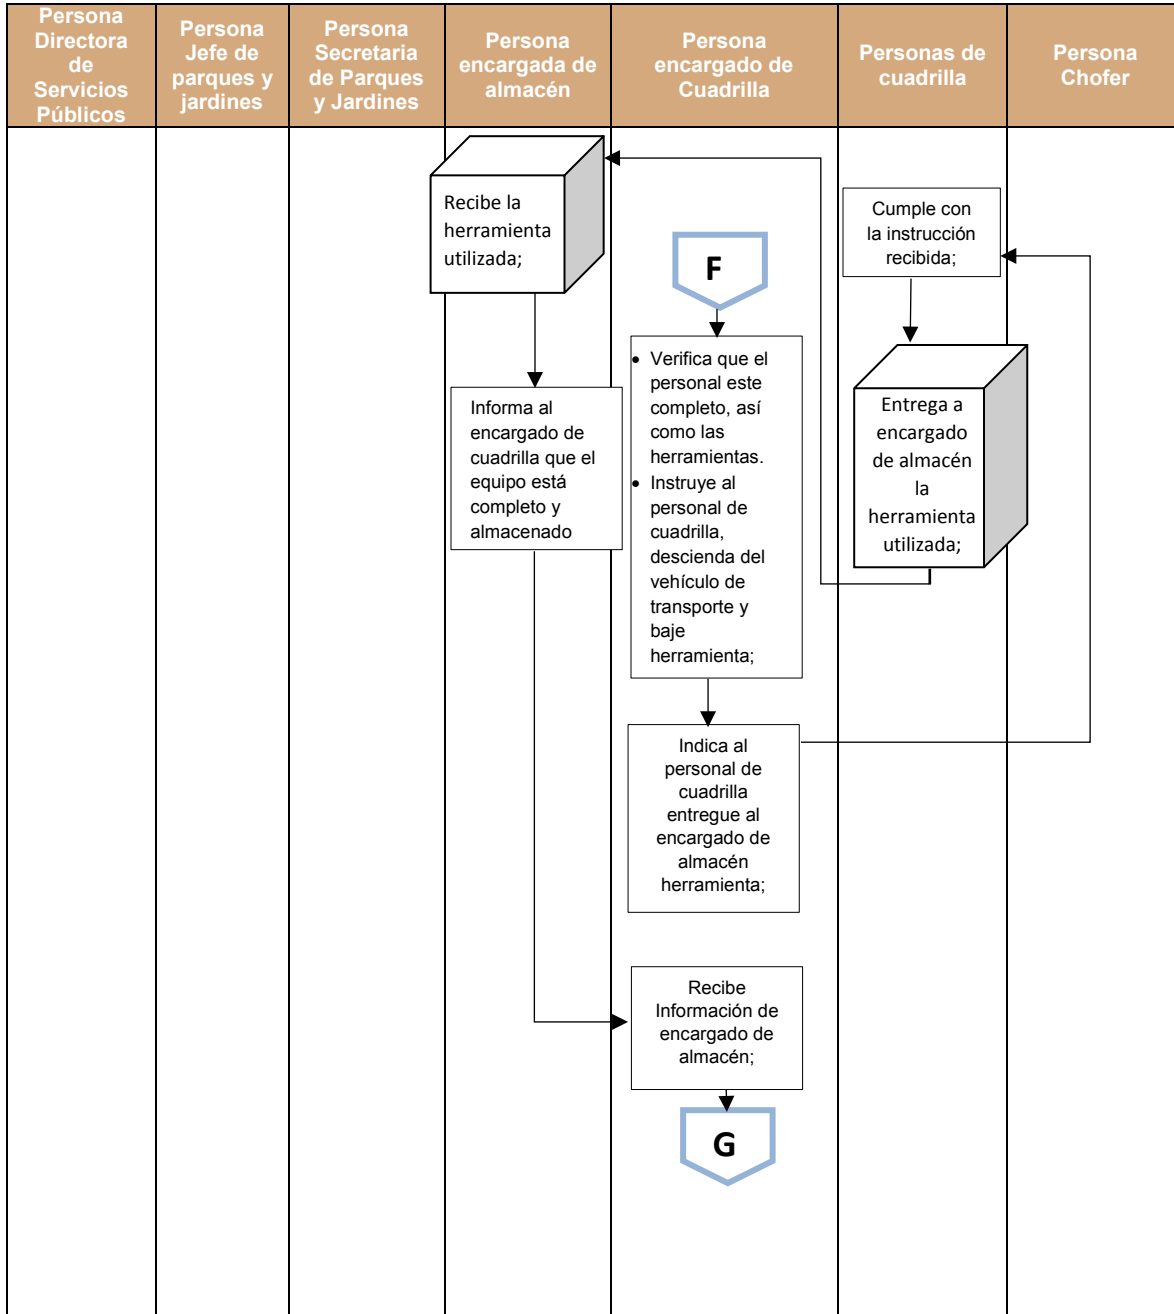 Persona
Directora
de
Servicios
Públicos
Persona
Jefe de
parques y
jardines
Persona
Secretaria
de Parques
y Jardines
Persona
encargada de
almacén
Persona
encargado de
Cuadrilla
Personas de
cuadrilla
Persona
Chofer
Recibe la
herramienta
utilizada;
Informa al
encargado de
cuadrilla que el
equipo está
completo y
almacenado
F
• Verifica que el
personal este
completo, así
como las
herramientas.
• Instruye al
personal de
cuadrilla,
descienda del
vehículo de
transporte y
baje
herramienta;
Indica al
personal de
cuadrilla
entregue al
encargado de
almacén
herramienta;
Recibe
Información de
encargado de
almacén;
G
Cumple con
la instrucción
recibida;
Entrega a
encargado
de almacén
la
herramienta
utilizada;